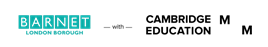 BARNET
LONDON BOROUGH
— with —
CAMBRIDGE
EDUCATION
M
M